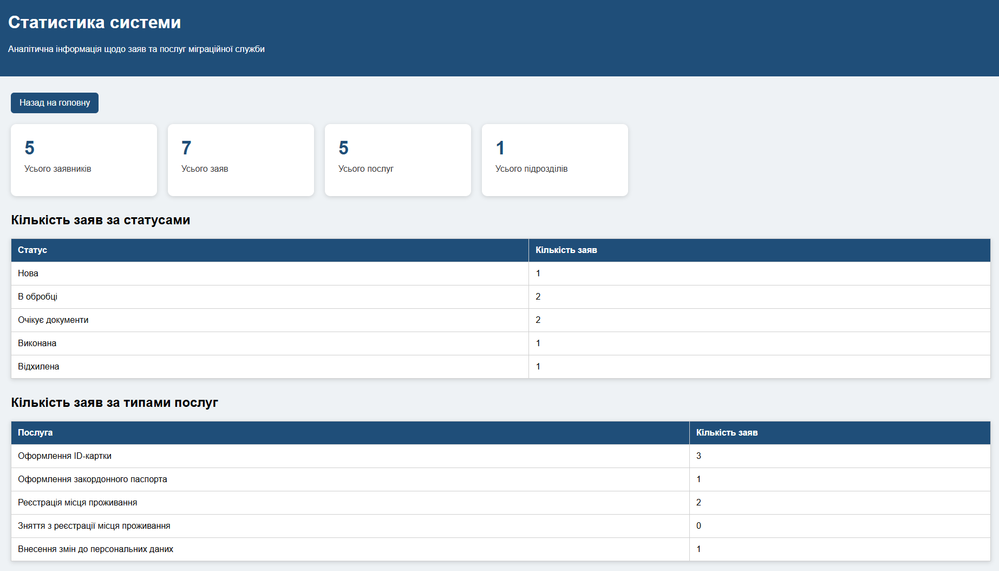 Статистика системи
Аналітична інформація щодо заяв та послуг міграційної служби
Назад на головну
5
Усього заявників
7
Усього заяв
5
Усього послуг
1
Усього підрозділів
Кількість заяв за статусами
Статус Кількість заяв
Нова 1
В обробці 2
Очікує документи 2
Виконана 1
Відхилена 1
Кількість заяв за типами послуг
Послуга Кількість заяв
Оформлення ID-картки 3
Оформлення закордонного паспорта 1
Реєстрація місця проживання 2
Зняття з реєстрації місця проживання 0
Внесення змін до персональних даних 1